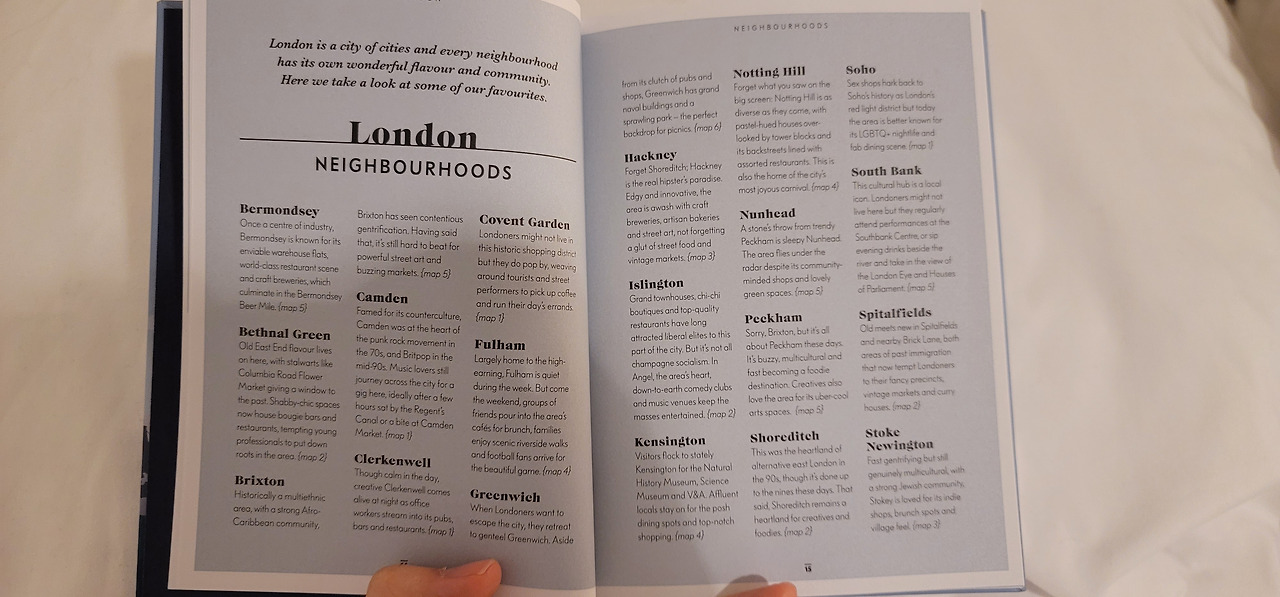 London is a city of cities and every neighbourhood
has its own wonderful flavour and community.
Here we take a look at some of our favourites.
London
NEIGHBOURHOODS
Bermondsey
Once a centre of industry,
Bermondsey is known for its
enviable warehouse flats,
world-class restaurant scene
and craft breweries, which
culminate in the Bermondsey
Beer Mile. (map 5)
Bethnal Green
Old East End flavour lives
on here, with stalwarts like
Columbia Road Flower
Market giving a window to
the past. Shabby-chic spaces
now house bougie bars and
restaurants, tempting young
professionals to put down
roots in the area. (map 2)
Brixton
Historically a multiethnic
area, with a strong Afro-
Caribbean community,
Brixton has seen contentious
gentrification. Having said
that, it's still hard to beat for
powerful street art and
buzzing markets. (map 5)
Camden
Famed for its counterculture,
Camden was at the heart of
the punk rock movement in
the 70s, and Britpop in the
mid-90s. Music lovers still
journey across the city for a
gig here, ideally after a few
hours sat by the Regent's
Canal or a bite at Camden
Market. (map 1)
Clerkenwell
Though calm in the day,
creative Clerkenwell comes
alive at night as office
workers stream into its pubs,
bars and restaurants. (map 1)
Covent Garden
Londoners might not live in
this historic shopping district
but they do pop by, weaving
around tourists and street
performers to pick up coffee
and run their day's errands.
(map 1)
Fulham
Largely home to the high-
earning, Fulham is quiet
during the week. But come
the weekend, groups of
friends pour into the area's
cafés for brunch, families
enjoy scenic riverside walks
and football fans arrive for
the beautiful game. (map 4)
Greenwich
When Londoners want to
escape the city, they retreat
to genteel Greenwich. Aside
NEIGHBOURHOODS
from its clutch of pubs and
shops, Greenwich has grand
naval buildings and a
sprawling park – the perfect
backdrop for picnics. (map 6)
Hackney
Forget Shoreditch; Hackney
is the real hipster's paradise.
Edgy and innovative, the
area is awash with craft
breweries, artisan bakeries
and street art, not forgetting
a glut of street food and
vintage markets. (map 3)
Islington
Grand townhouses, chi-chi
boutiques and top-quality
restaurants have long
attracted liberal elites to this
part of the city. But it's not all
champagne socialism. In
Angel, the area's heart,
down-to-earth comedy clubs
and music venues keep the
masses entertained. (map 2)
Kensington
Visitors flock to stately
Kensington for the Natural
History Museum, Science
Museum and V&A. Affluent
locals stay on for the posh
dining spots and top-notch
shopping. (map 4)
Notting Hill
Forget what you saw on the
big screen: Notting Hill is as
diverse as they come, with
pastel-hued houses over-
looked by tower blocks and
its backstreets lined with
assorted restaurants. This is
also the home of the city's
most joyous carnival. (map 4)
Nunhead
A stone's throw from trendy
Peckham is sleepy Nunhead.
The area flies under the
radar despite its community-
minded shops and lovely
green spaces. (map 5)
Peckham
Sorry, Brixton, but it's all
about Peckham these days.
It's buzzy, multicultural and
fast becoming a foodie
destination. Creatives also
love the area for its uber-cool
arts spaces. (map 5)
Shoreditch
This was the heartland of
alternative east London in
the 90s, though it's done up
to the nines these days. That
said, Shoreditch remains a
heartland for creatives and
foodies. (map 2)
Soho
Sex shops hark back to
Soho's history as London's
red light district but today
the area is better known for
its LGBTQ+ nightlife and
fab dining scene. (map 1)
South Bank
This cultural hub is a local
icon. Londoners might not
live here but they regularly
attend performances at the
Southbank Centre, or sip
evening drinks beside the
river and take in the view of
the London Eye and Houses
of Parliament. (map 5)
Spitalfields
Old meets new in Spitalfields
and nearby Brick Lane, both
areas of past immigration
that now tempt Londoners
to their fancy precincts,
vintage markets and curry
houses. (map 2)
Stoke
Newington
Fast gentrifying but still
genuinely multicultural, with
a strong Jewish community,
Stokey is loved for its indie
shops, brunch spots and
village feel. (map 3)
13